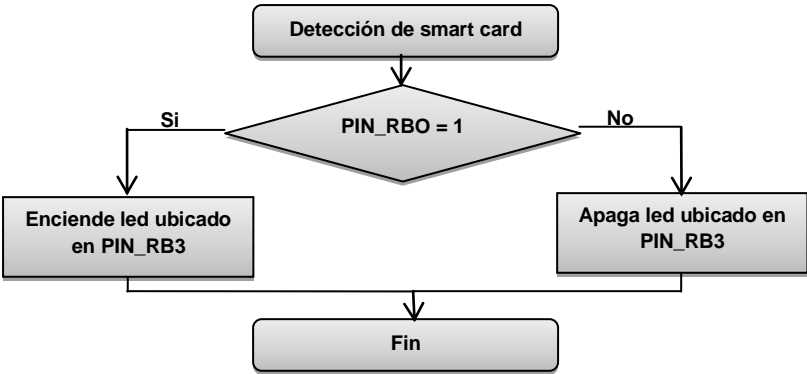 Detección de smart card
Si
PIN_RBO = 1
No
Enciende led ubicado
en PIN_RB3
Apaga led ubicado en
PIN_RB3
Fin